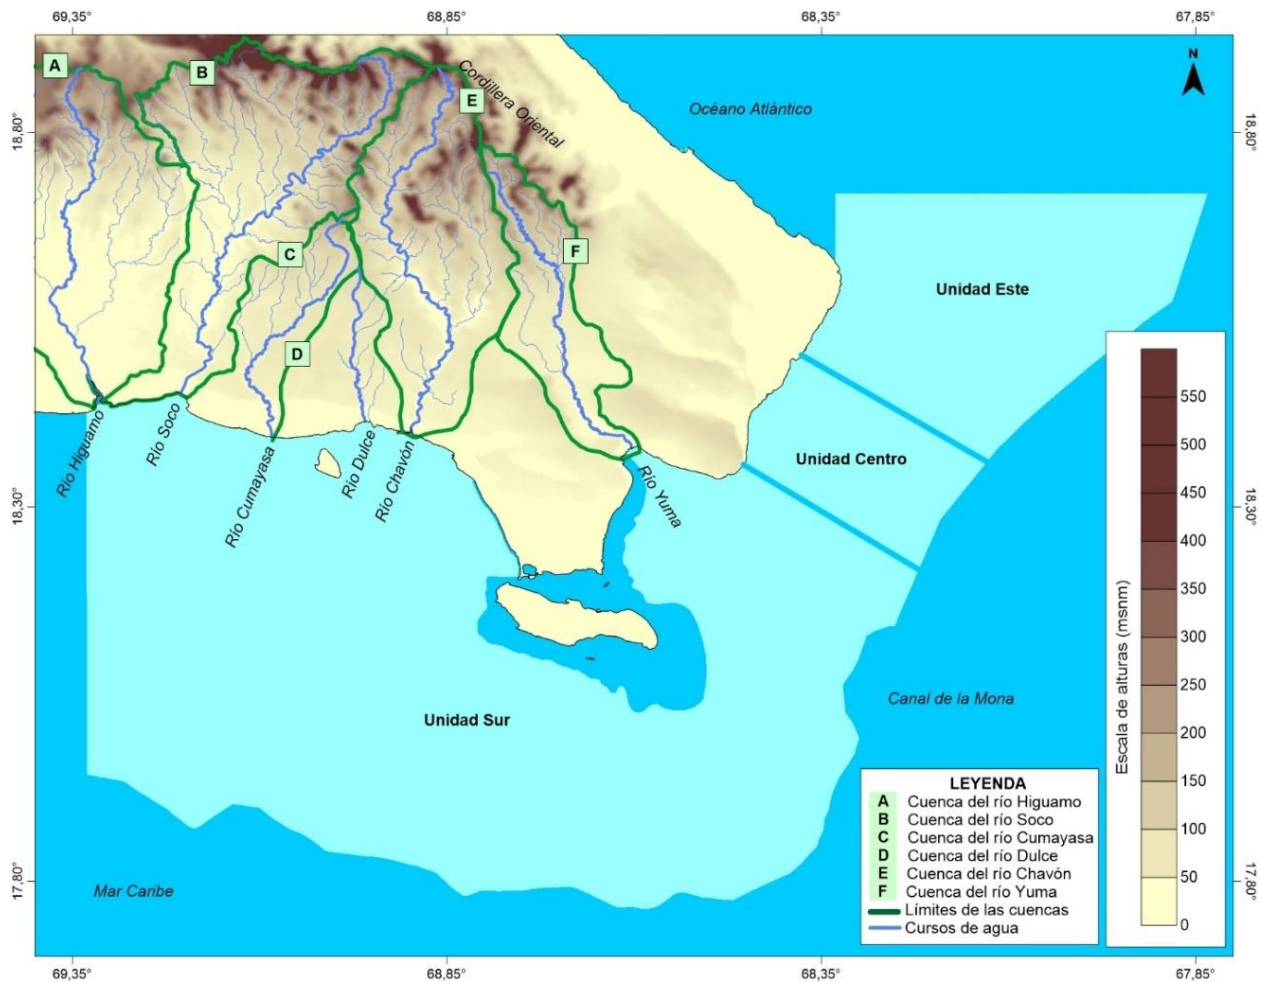 69,35°
68,85°
68,35°
67,85°
A
B
E
Cordillera Oriental
Océano Atlántico
N
18,80°
18,80°
C
F
Unidad Este
D
Unidad Centro
Río Higuamo
Río Soco
Río Cumayasa
Río Dulce
Río Chavón
Río Yuma
18,30°
18,30°
Unidad Sur
Canal de la Mona
Mar Caribe
17,80°
17,80°
Escala de alturas (msnm)
550
500
450
400
350
300
250
200
150
100
50
0
LEYENDA
A Cuenca del río Higuamo
B Cuenca del río Soco
C Cuenca del río Cumayasa
D Cuenca del río Dulce
E Cuenca del río Chavón
F Cuenca del río Yuma
Límites de las cuencas
Cursos de agua
69,35°
68,85°
68,35°
67,85°